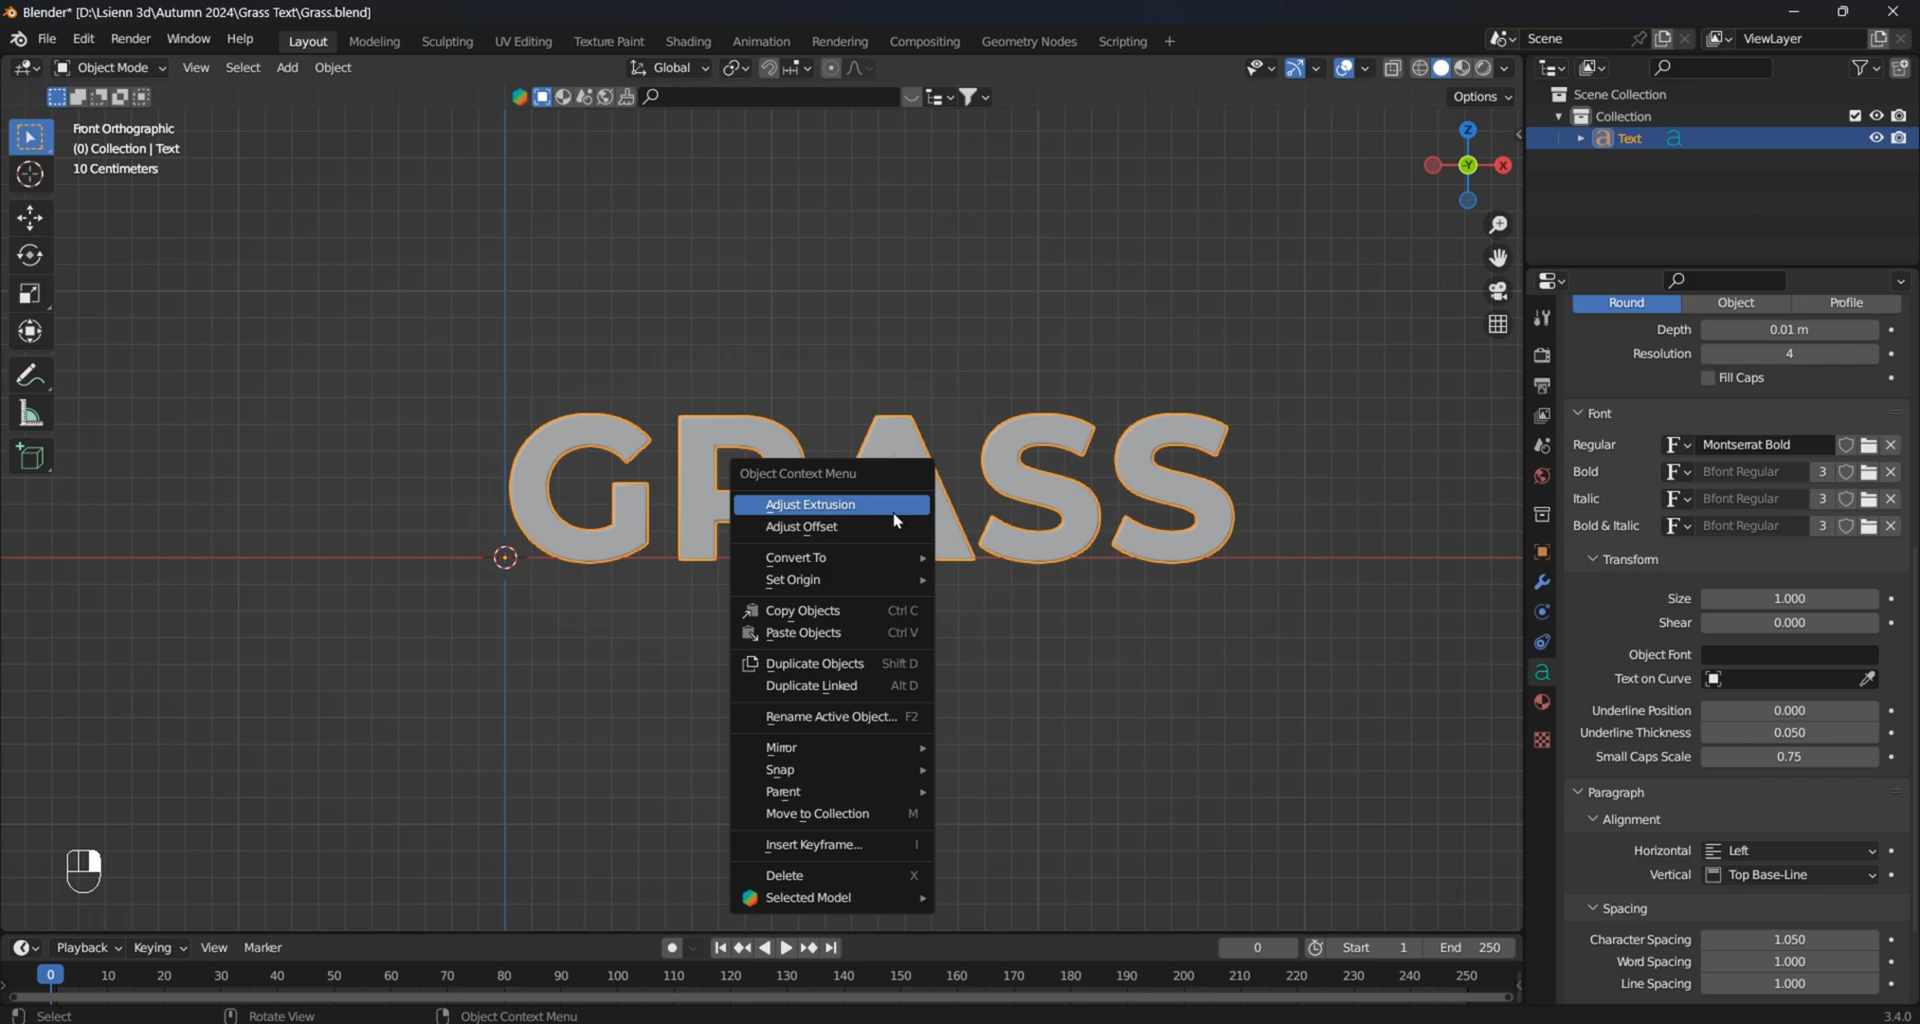 Blender* [D:\Lsienn 3d\Autumn 2024\Grass Text\Grass.blend]
File Edit Render Window Help Layout Modeling Sculpting UV Editing Texture Paint Shading Animation Rendering Compositing Geometry Nodes Scripting + Scene ViewLayer
Object Mode View Select Add Object Global
Options
Front Orthographic
(0) Collection | Text
10 Centimeters
Z
-Y
X
Scene Collection
Collection
Text
GRASS
Object Context Menu
Adjust Extrusion
Adjust Offset
Convert To
Set Origin
Copy Objects Ctrl C
Paste Objects Ctrl V
Duplicate Objects Shift D
Duplicate Linked Alt D
Rename Active Object... F2
Mirror
Snap
Parent
Move to Collection M
Insert Keyframe... I
Delete X
Selected Model
Round Object Profile
Depth 0.01 m
Resolution 4
Fill Caps
Font
Regular Montserrat Bold
Bold Bfont Regular 3
Italic Bfont Regular 3
Bold & Italic Bfont Regular 3
Transform
Size 1.000
Shear 0.000
Object Font
Text on Curve
Underline Position 0.000
Underline Thickness 0.050
Small Caps Scale 0.75
Paragraph
Alignment
Horizontal Left
Vertical Top Base-Line
Spacing
Character Spacing 1.050
Word Spacing 1.000
Line Spacing 1.000
Playback Keying View Marker 0 Start 1 End 250
0 10 20 30 40 50 60 70 80 90 100 110 120 130 140 150 160 170 180 190 200 210 220 230 240 250
Select Rotate View Object Context Menu 3.4.0